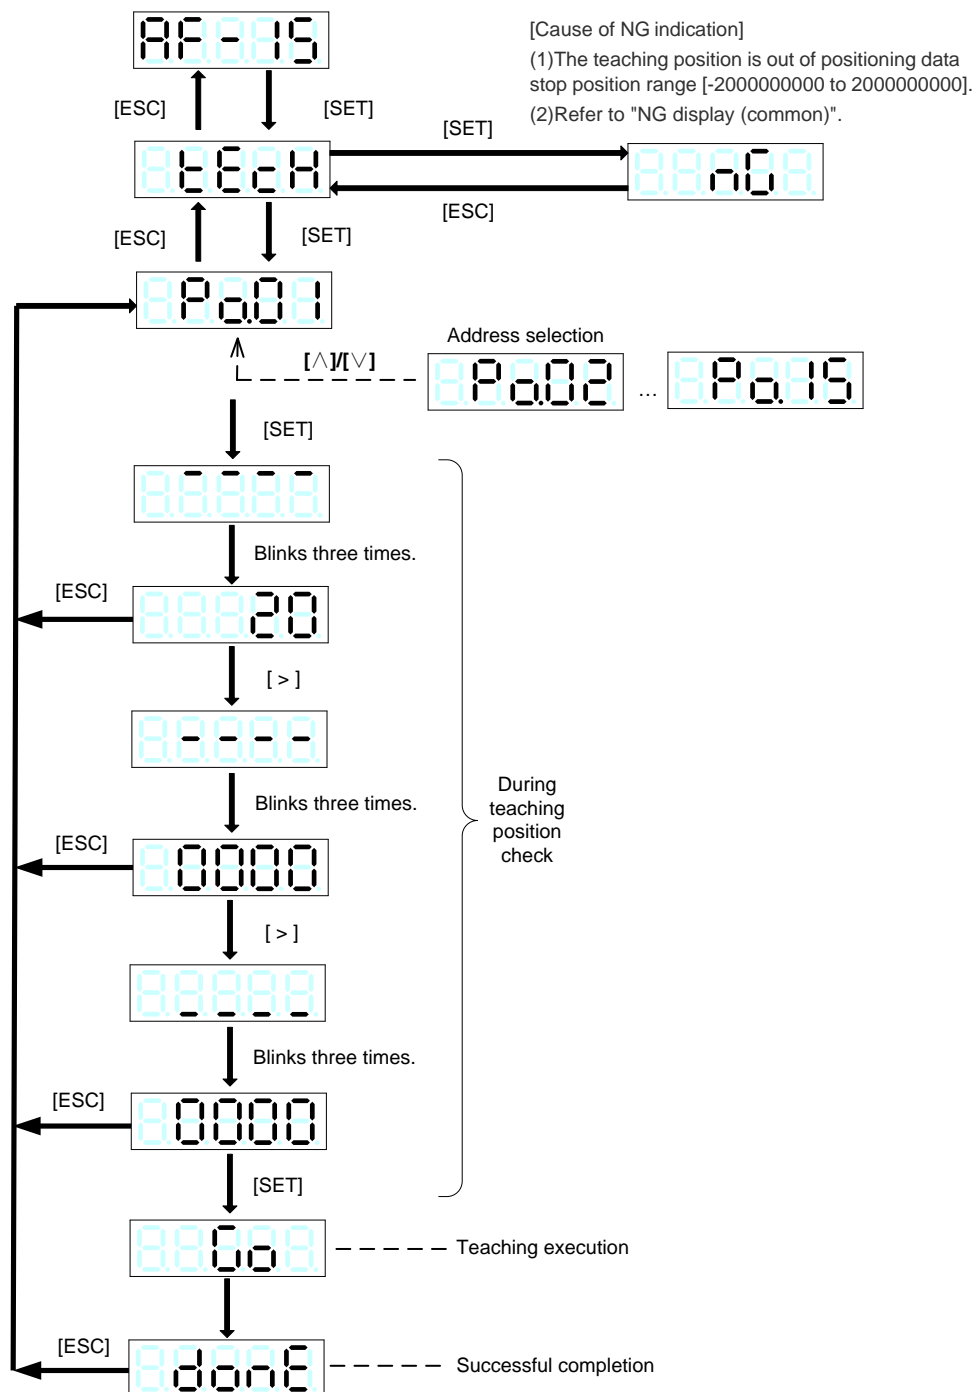 AF-15
[Cause of NG indication]
(1)The teaching position is out of positioning data
stop position range [-2000000000 to 2000000000].
(2)Refer to "NG display (common)".
[ESC]
[SET]
[SET]
tEcH
nG
[ESC]
[ESC]
[SET]
Po.01
Address selection
[∧]/[∨]
Po.02
...
Po.15
[SET]
- - - -
Blinks three times.
[ESC]
20
[ > ]
- - - -
Blinks three times.
During
teaching
position
check
[ESC]
0000
[ > ]
_ _ _ _
Blinks three times.
[ESC]
0000
[SET]
Go
Teaching execution
[ESC]
donE
Successful completion